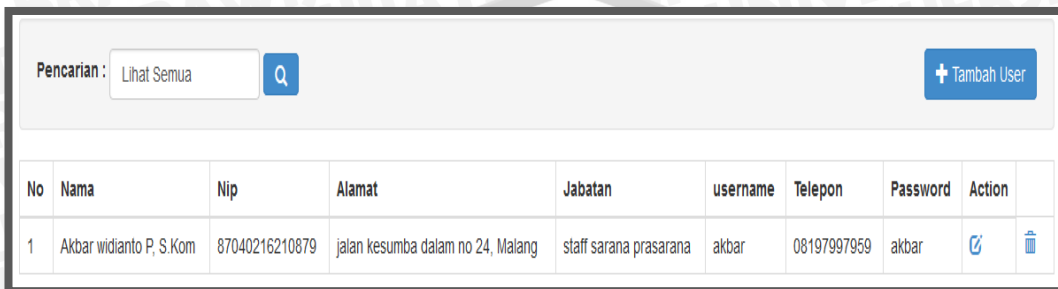 Pencarian : Lihat Semua + Tambah User
No Nama Nip Alamat Jabatan username Telepon Password Action
1 Akbar widianto P, S.Kom 87040216210879 jalan kesumba dalam no 24, Malang staff sarana prasarana akbar 08197997959 akbar